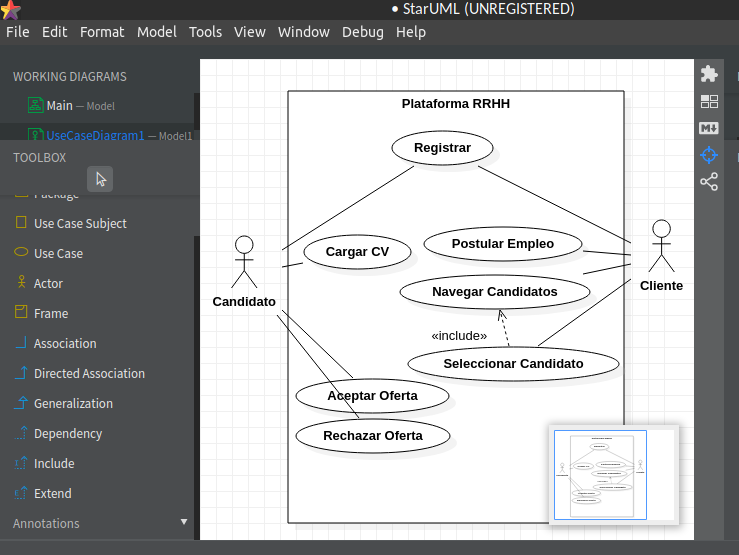 • StarUML (UNREGISTERED)
File Edit Format Model Tools View Window Debug Help
WORKING DIAGRAMS
Main — Model
UseCaseDiagram1 — Model1
TOOLBOX
Package
Use Case Subject
Use Case
Actor
Frame
Association
Directed Association
Generalization
Dependency
Include
Extend
Annotations
Plataforma RRHH
Registrar
Cargar CV
Postular Empleo
Navegar Candidatos
Candidato
Cliente
«include»
Seleccionar Candidato
Aceptar Oferta
Rechazar Oferta
M